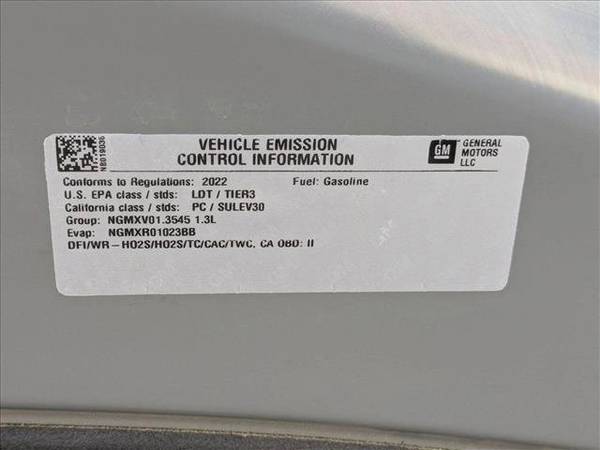 NB019036
VEHICLE EMISSION
CONTROL INFORMATION
GM
GENERAL
MOTORS
LLC
Conforms to Regulations: 2022 Fuel: Gasoline
U.S. EPA class / stds: LDT / TIER3
California class / stds: PC / SULEV30
Group: NGMXV01.3545 1.3L
Evap: NGMXR01023BB
DFI/WR-HO2S/HO2S/TC/CAC/TWC, CA OBD: II